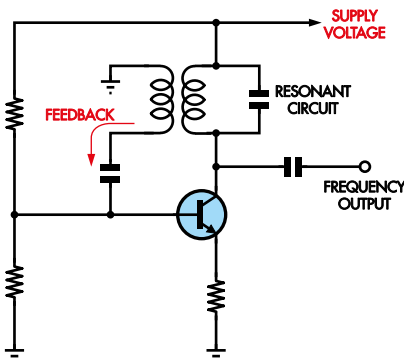 SUPPLY
VOLTAGE
RESONANT
CIRCUIT
FEEDBACK
FREQUENCY
OUTPUT